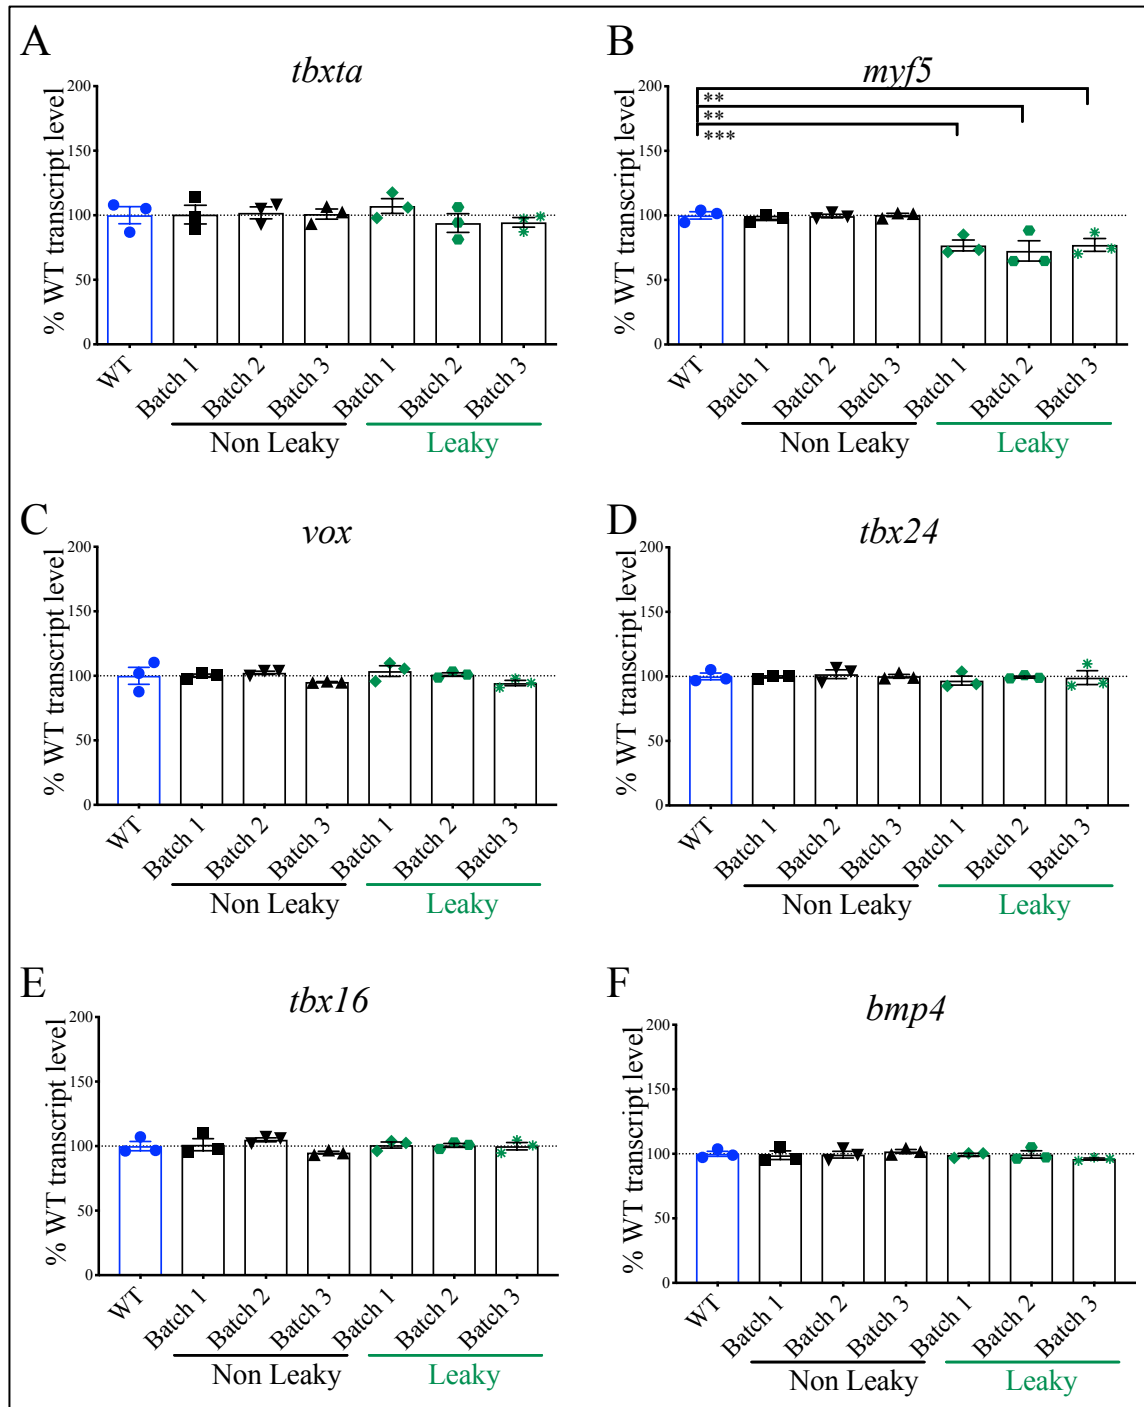 A
tbxta
% WT transcript level
200
150
100
50
0
WT
Batch 1
Batch 2
Batch 3
Batch 1
Batch 2
Batch 3
Non Leaky
Leaky
B
myf5
% WT transcript level
200
150
100
50
0
**
**
***
WT
Batch 1
Batch 2
Batch 3
Batch 1
Batch 2
Batch 3
Non Leaky
Leaky
C
vox
% WT transcript level
200
150
100
50
0
WT
Batch 1
Batch 2
Batch 3
Batch 1
Batch 2
Batch 3
Non Leaky
Leaky
D
tbx24
% WT transcript level
200
150
100
50
0
WT
Batch 1
Batch 2
Batch 3
Batch 1
Batch 2
Batch 3
Non Leaky
Leaky
E
tbx16
% WT transcript level
200
150
100
50
0
WT
Batch 1
Batch 2
Batch 3
Batch 1
Batch 2
Batch 3
Non Leaky
Leaky
F
bmp4
% WT transcript level
200
150
100
50
0
WT
Batch 1
Batch 2
Batch 3
Batch 1
Batch 2
Batch 3
Non Leaky
Leaky